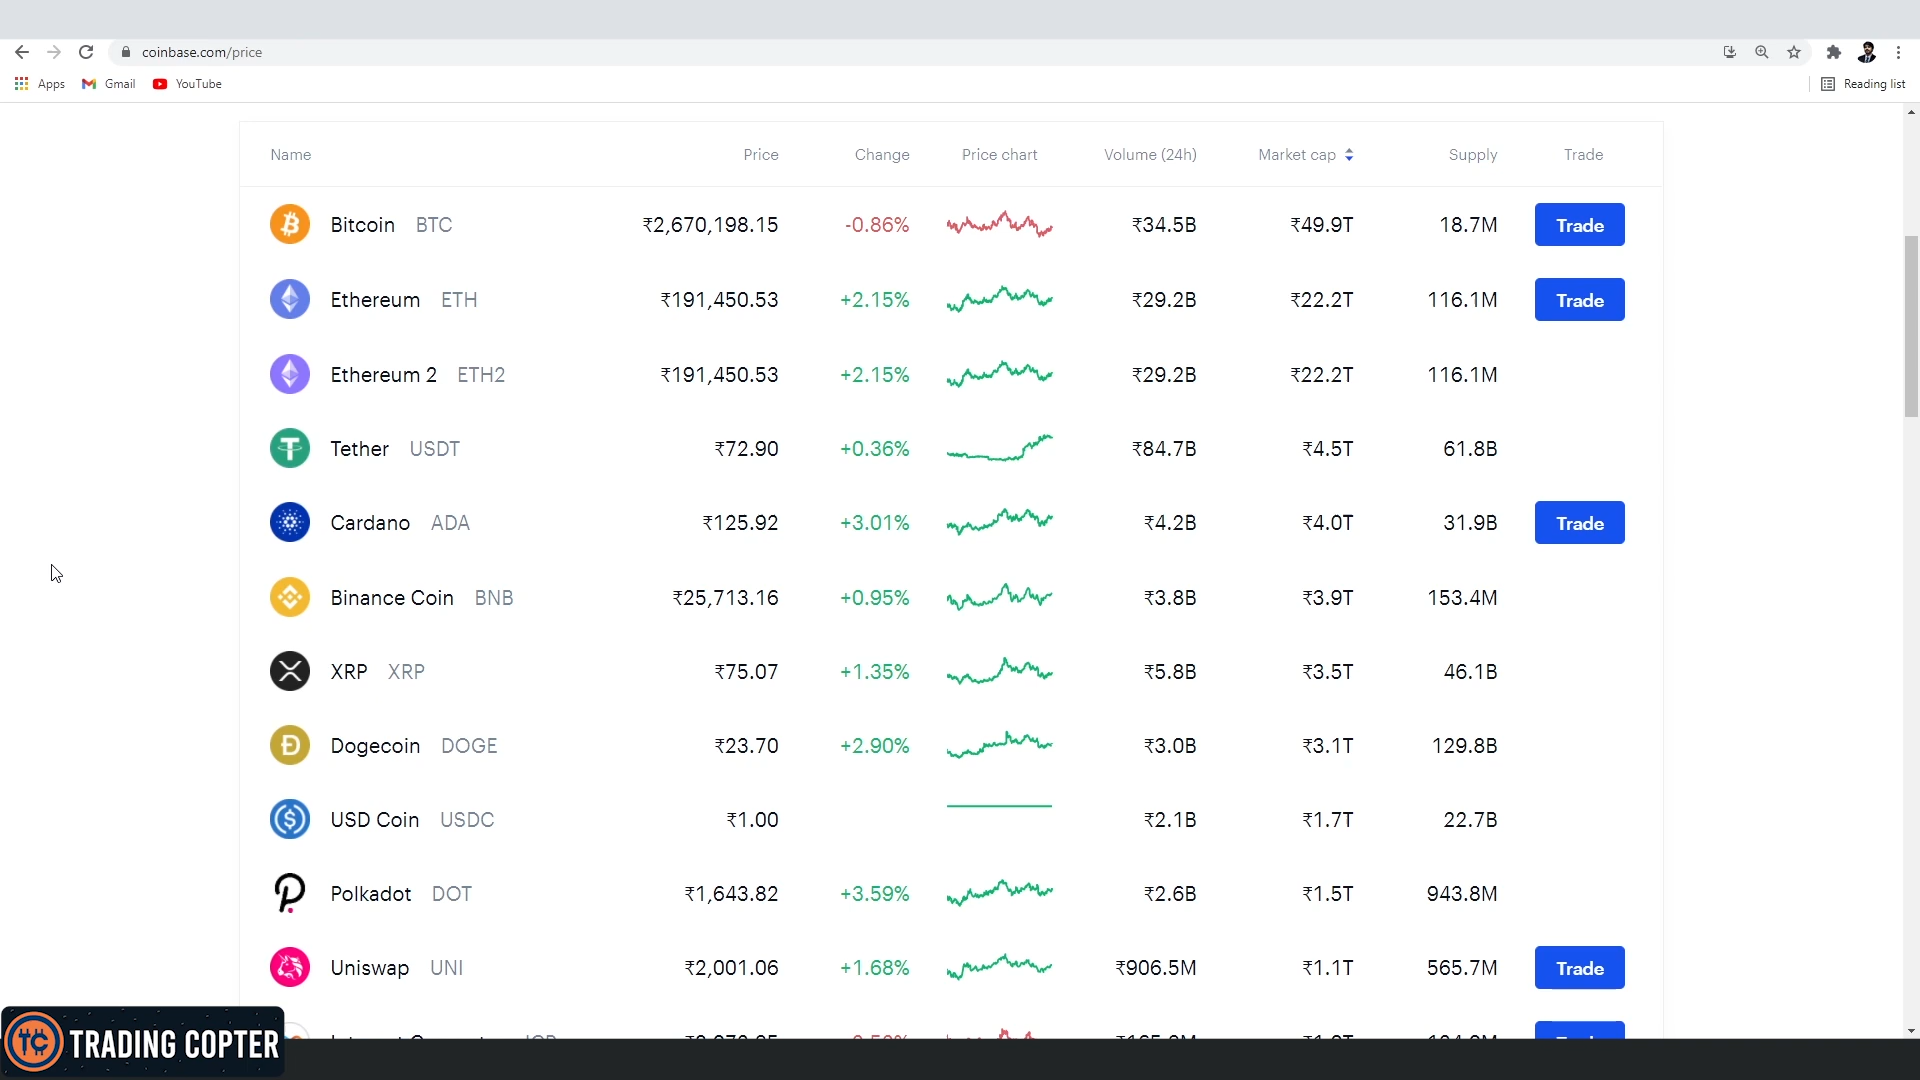 coinbase.com/price
Apps Gmail YouTube Reading list
Name Price Change Price chart Volume (24h) Market cap Supply Trade
Bitcoin BTC ₹2,670,198.15 -0.86% ₹34.5B ₹49.9T 18.7M Trade
Ethereum ETH ₹191,450.53 +2.15% ₹29.2B ₹22.2T 116.1M Trade
Ethereum 2 ETH2 ₹191,450.53 +2.15% ₹29.2B ₹22.2T 116.1M
Tether USDT ₹72.90 +0.36% ₹84.7B ₹4.5T 61.8B
Cardano ADA ₹125.92 +3.01% ₹4.2B ₹4.0T 31.9B Trade
Binance Coin BNB ₹25,713.16 +0.95% ₹3.8B ₹3.9T 153.4M
XRP XRP ₹75.07 +1.35% ₹5.8B ₹3.5T 46.1B
Dogecoin DOGE ₹23.70 +2.90% ₹3.0B ₹3.1T 129.8B
USD Coin USDC ₹1.00 ₹2.1B ₹1.7T 22.7B
Polkadot DOT ₹1,643.82 +3.59% ₹2.6B ₹1.5T 943.8M
Uniswap UNI ₹2,001.06 +1.68% ₹906.5M ₹1.1T 565.7M Trade
TC TRADING COPTER